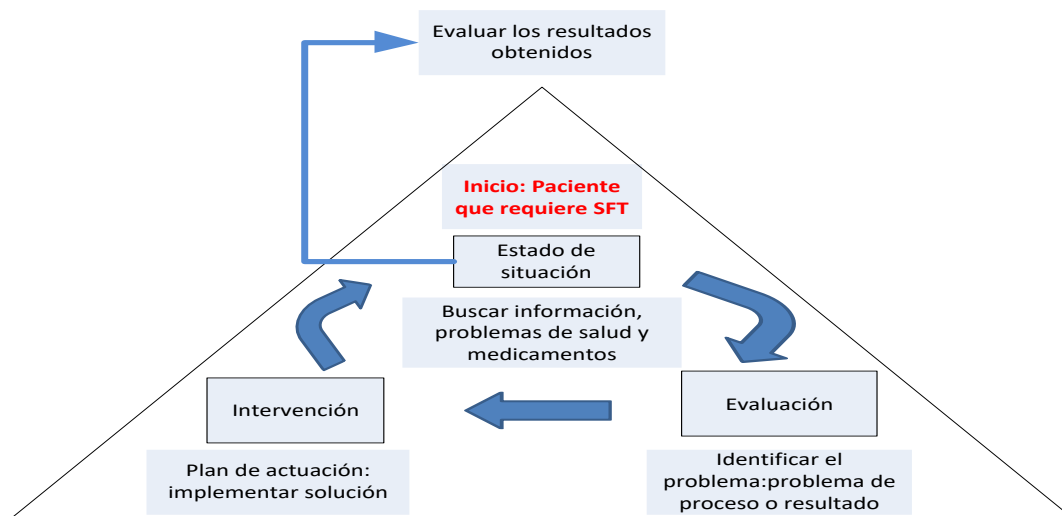 Evaluar los resultados
obtenidos
Inicio: Paciente
que requiere SFT
Estado de
situación
Buscar información,
problemas de salud y
medicamentos
Intervención
Evaluación
Plan de actuación:
implementar solución
Identificar el
problema:problema de
proceso o resultado